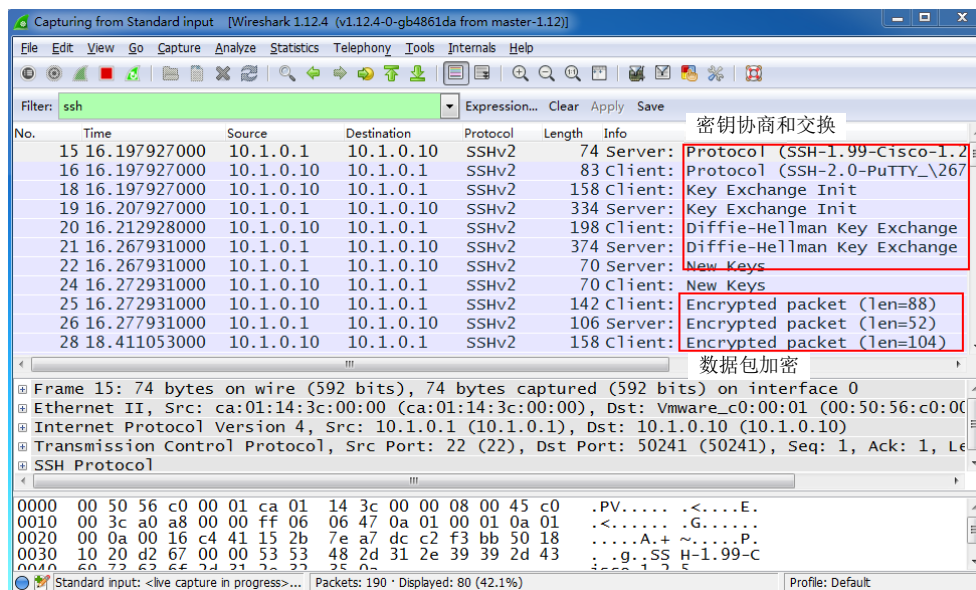 Capturing from Standard input [Wireshark 1.12.4 (v1.12.4-0-gb4861da from master-1.12)]
File Edit View Go Capture Analyze Statistics Telephony Tools Internals Help
Filter: ssh Expression... Clear Apply Save
密钥协商和交换
No. Time Source Destination Protocol Length Info
15 16.197927000 10.1.0.1 10.1.0.10 SSHv2 74 Server: Protocol (SSH-1.99-Cisco-1.2
16 16.197927000 10.1.0.10 10.1.0.1 SSHv2 83 Client: Protocol (SSH-2.0-PuTTY_\267
18 16.197927000 10.1.0.10 10.1.0.1 SSHv2 158 Client: Key Exchange Init
19 16.207927000 10.1.0.1 10.1.0.10 SSHv2 334 Server: Key Exchange Init
20 16.212928000 10.1.0.10 10.1.0.1 SSHv2 198 Client: Diffie-Hellman Key Exchange
21 16.267931000 10.1.0.1 10.1.0.10 SSHv2 374 Server: Diffie-Hellman Key Exchange
22 16.267931000 10.1.0.1 10.1.0.10 SSHv2 70 Server: New Keys
24 16.272931000 10.1.0.10 10.1.0.1 SSHv2 70 Client: New Keys
25 16.272931000 10.1.0.10 10.1.0.1 SSHv2 142 Client: Encrypted packet (len=88)
26 16.277931000 10.1.0.1 10.1.0.10 SSHv2 106 Server: Encrypted packet (len=52)
28 18.411053000 10.1.0.10 10.1.0.1 SSHv2 158 Client: Encrypted packet (len=104)
数据包加密
Frame 15: 74 bytes on wire (592 bits), 74 bytes captured (592 bits) on interface 0
Ethernet II, Src: ca:01:14:3c:00:00 (ca:01:14:3c:00:00), Dst: Vmware_c0:00:01 (00:50:56:c0:00
Internet Protocol Version 4, Src: 10.1.0.1 (10.1.0.1), Dst: 10.1.0.10 (10.1.0.10)
Transmission Control Protocol, Src Port: 22 (22), Dst Port: 50241 (50241), Seq: 1, Ack: 1, Le
SSH Protocol
0000 00 50 56 c0 00 01 ca 01 14 3c 00 00 08 00 45 c0 .PV..... .<....E.
0010 00 3c a0 a8 00 00 ff 06 06 47 0a 01 00 01 0a 01 .<...... .G......
0020 00 0a 00 16 c4 41 15 2b 7e a7 dc c2 f3 bb 50 18 .....A.+ ~.....P.
0030 10 20 d2 67 00 00 53 53 48 2d 31 2e 39 39 2d 43 . .g..SS H-1.99-C
0040 69 73 63 6f 2d 31 2e 32 35 0a isco-1.2 5.
Standard input: <live capture in progress>... Packets: 190 · Displayed: 80 (42.1%) Profile: Default